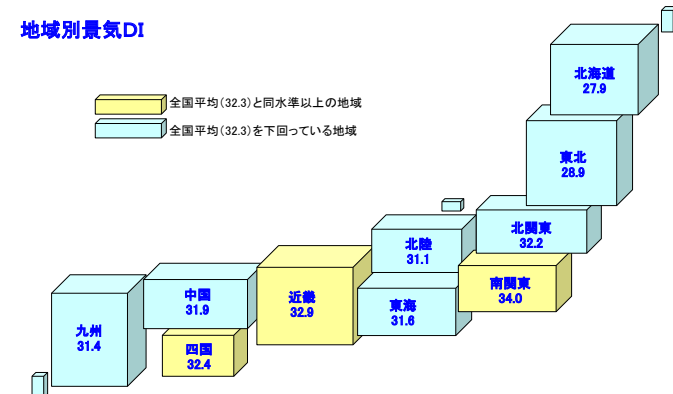 地域別景気DI
全国平均(32.3)と同水準以上の地域
全国平均(32.3)を下回っている地域
北海道
27.9
東北
28.9
北関東
32.2
北陸
31.1
南関東
34.0
東海
31.6
近畿
32.9
中国
31.9
四国
32.4
九州
31.4